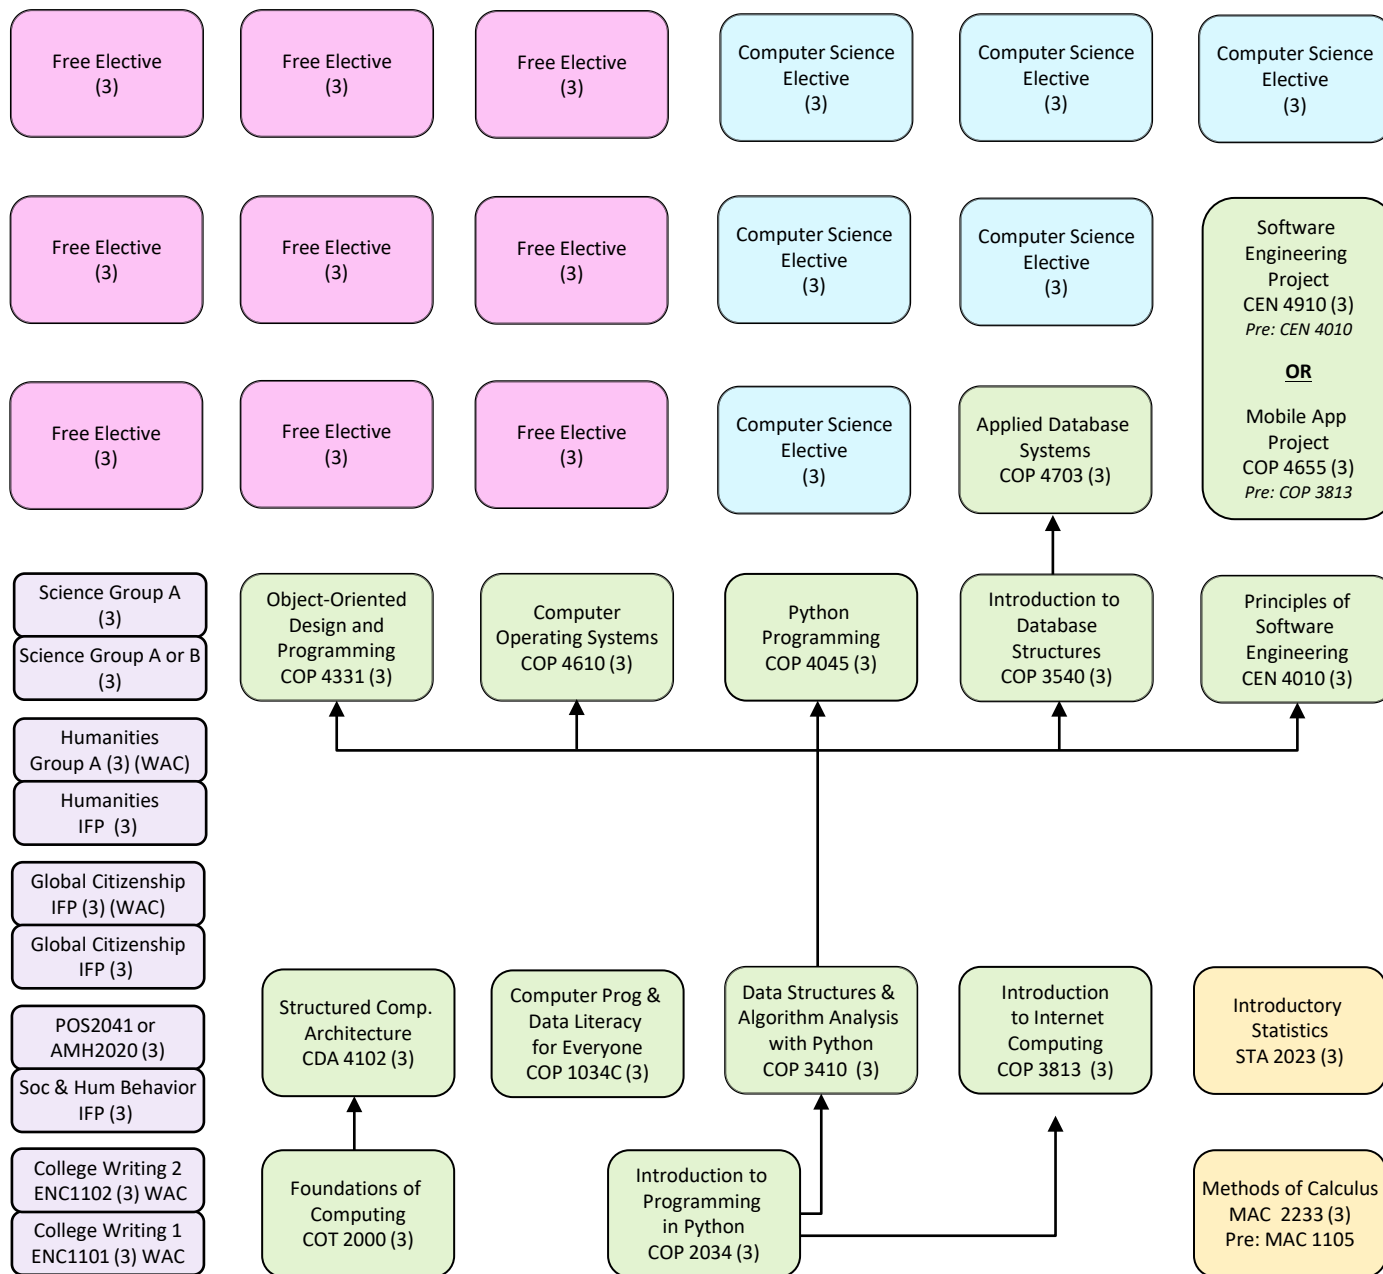 Free Elective
(3)
Free Elective
(3)
Free Elective
(3)
Computer Science
Elective
(3)
Computer Science
Elective
(3)
Computer Science
Elective
(3)
Free Elective
(3)
Free Elective
(3)
Free Elective
(3)
Computer Science
Elective
(3)
Computer Science
Elective
(3)
Software
Engineering
Project
CEN 4910 (3)
Pre: CEN 4010
OR
Mobile App
Project
COP 4655 (3)
Pre: COP 3813
Free Elective
(3)
Free Elective
(3)
Free Elective
(3)
Computer Science
Elective
(3)
Applied Database
Systems
COP 4703 (3)
Science Group A
(3)
Science Group A or B
(3)
Object-Oriented
Design and
Programming
COP 4331 (3)
Computer
Operating Systems
COP 4610 (3)
Python
Programming
COP 4045 (3)
Introduction to
Database
Structures
COP 3540 (3)
Principles of
Software
Engineering
CEN 4010 (3)
Humanities
Group A (3) (WAC)
Humanities
IFP (3)
Global Citizenship
IFP (3) (WAC)
Global Citizenship
IFP (3)
POS2041 or
AMH2020 (3)
Soc & Hum Behavior
IFP (3)
Structured Comp.
Architecture
CDA 4102 (3)
Computer Prog &
Data Literacy
for Everyone
COP 1034C (3)
Data Structures &
Algorithm Analysis
with Python
COP 3410 (3)
Introduction
to Internet
Computing
COP 3813 (3)
Introductory
Statistics
STA 2023 (3)
College Writing 2
ENC1102 (3) WAC
College Writing 1
ENC1101 (3) WAC
Foundations of
Computing
COT 2000 (3)
Introduction to
Programming
in Python
COP 2034 (3)
Methods of Calculus
MAC 2233 (3)
Pre: MAC 1105